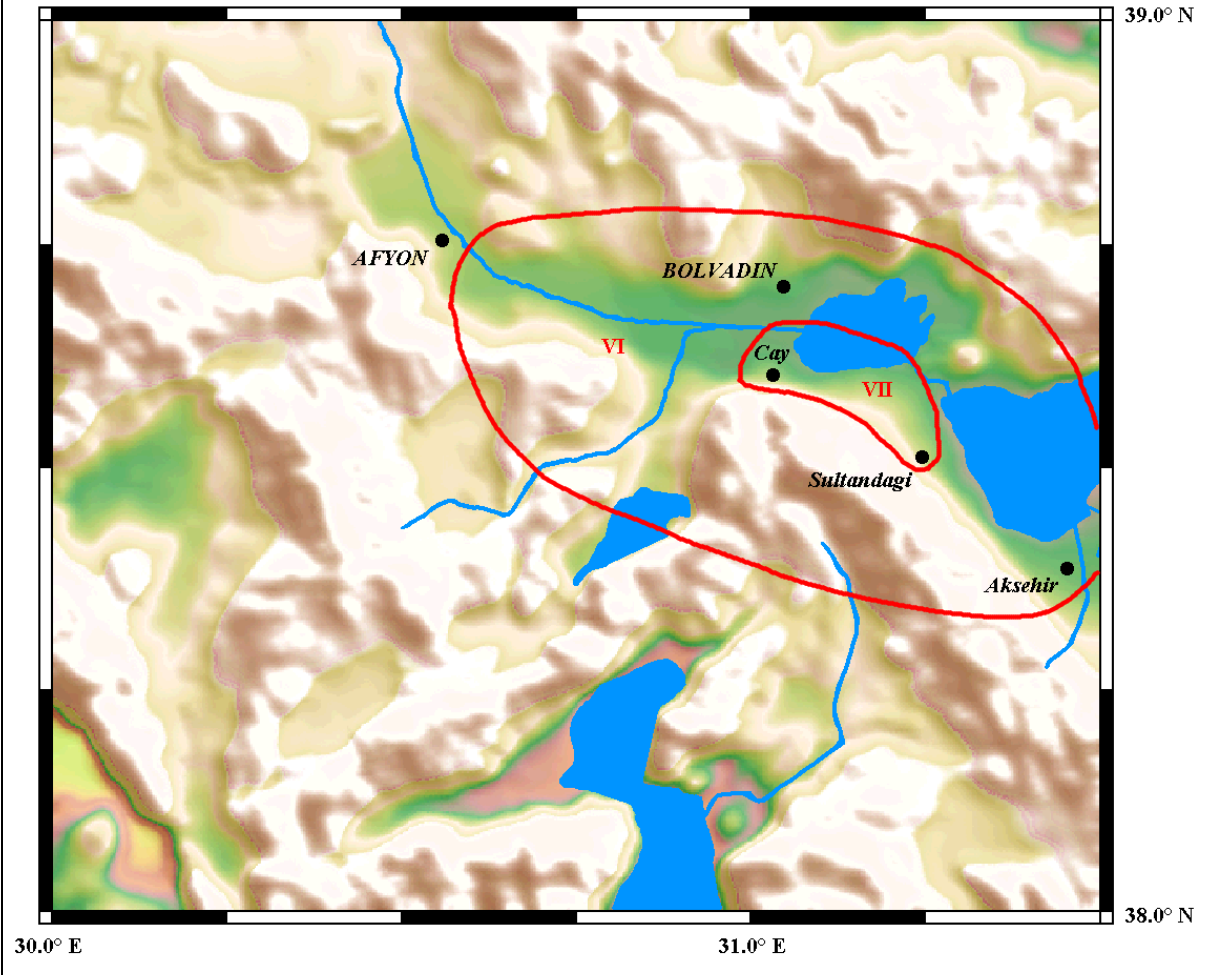 39.0° N
AFYON
BOLVADIN
VI
Cay
VII
Sultandagi
Aksehir
38.0° N
30.0° E
31.0° E